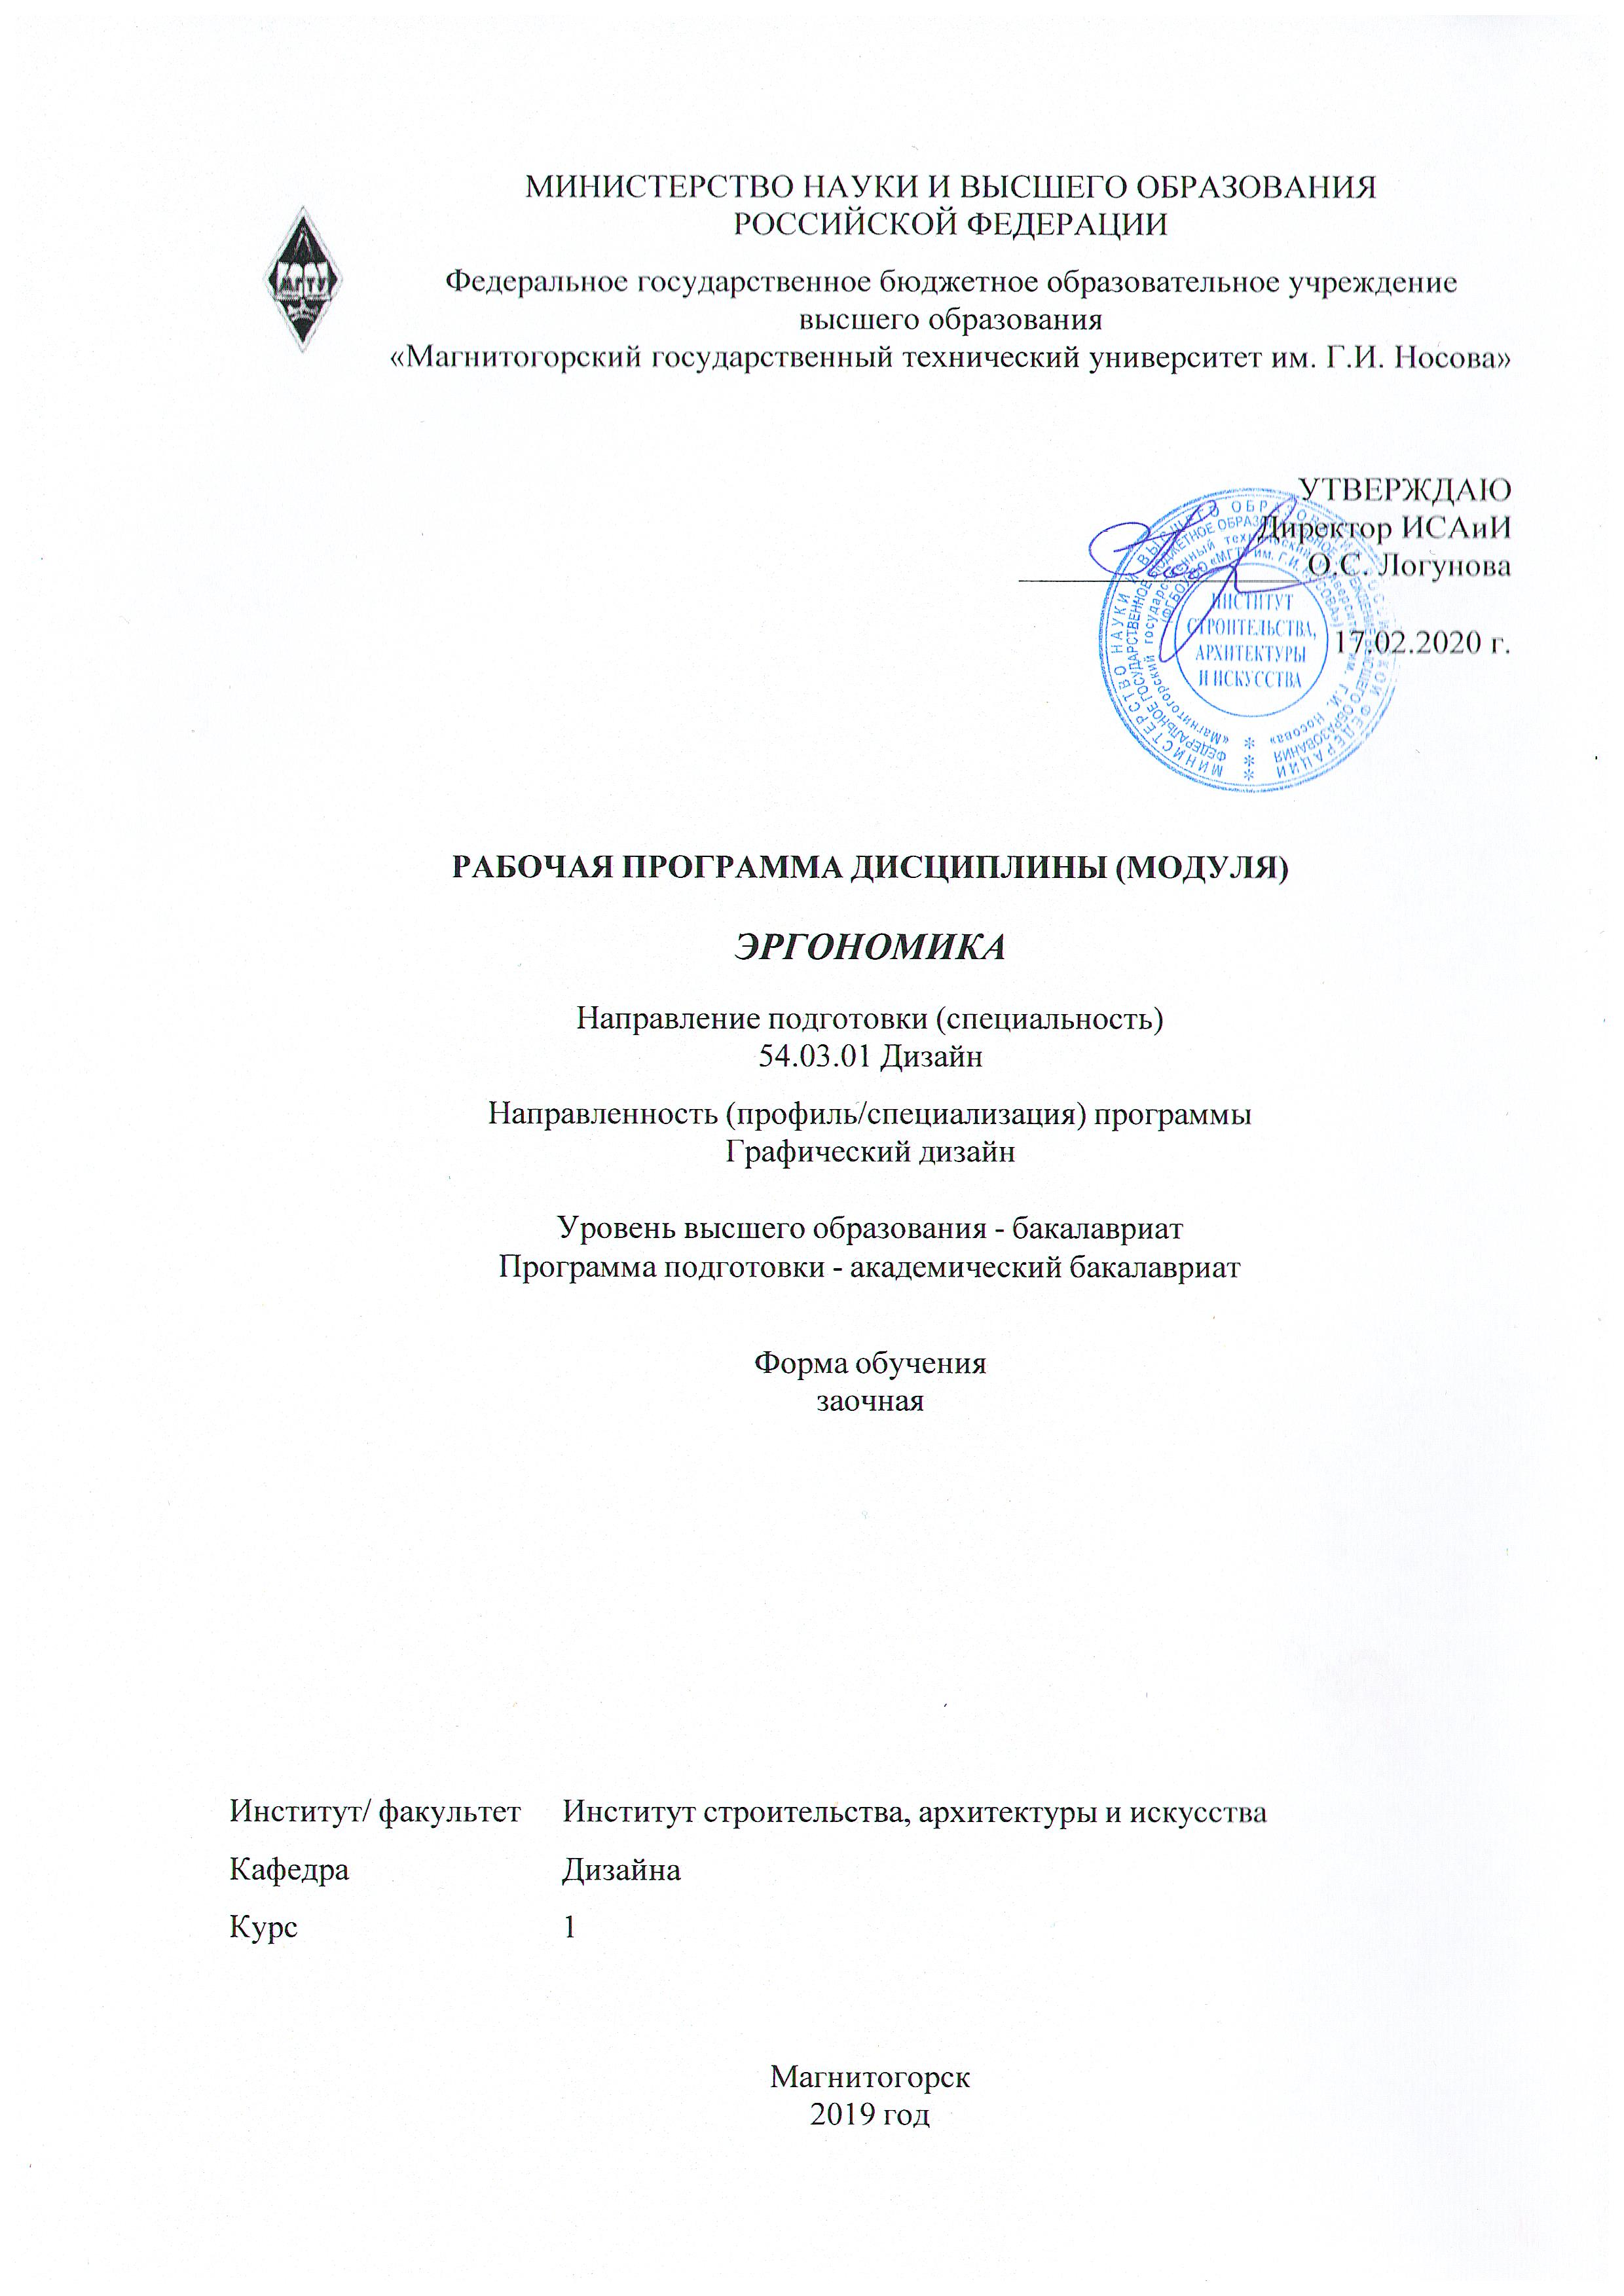 МИНИСТЕРСТВО НАУКИ И ВЫСШЕГО ОБРАЗОВАНИЯ
РОССИЙСКОЙ ФЕДЕРАЦИИ
МГТУ
Федеральное государственное бюджетное образовательное учреждение
высшего образования
«Магнитогорский государственный технический университет им. Г.И. Носова»
УТВЕРЖДАЮ
Директор ИСАиИ
О.С. Логунова
17.02.2020 г.
ИНСТИТУТ
СТРОИТЕЛЬСТВА,
АРХИТЕКТУРЫ
И ИСКУССТВА
РАБОЧАЯ ПРОГРАММА ДИСЦИПЛИНЫ (МОДУЛЯ)
ЭРГОНОМИКА
Направление подготовки (специальность)
54.03.01 Дизайн
Направленность (профиль/специализация) программы
Графический дизайн
Уровень высшего образования - бакалавриат
Программа подготовки - академический бакалавриат
Форма обучения
заочная
Институт/ факультет Институт строительства, архитектуры и искусства
Кафедра Дизайна
Курс 1
Магнитогорск
2019 год